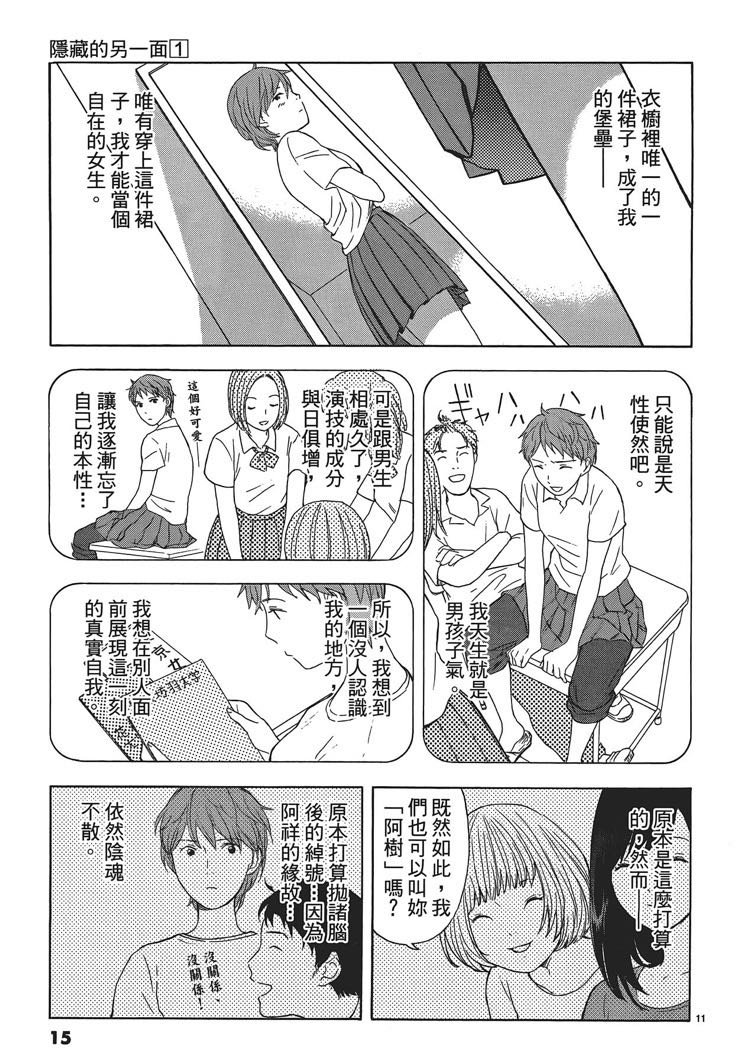 隱藏的另一面1
衣櫥裡唯一的一
件裙子，成了我
的堡壘——
唯有穿上這件裙
子，我才能當個
自在的女生。
只能說是天
性使然吧。
ギャハハ
我天生就是
男孩子氣。
可是跟男生
相處久了，
演技的成分
與日俱增，
這個好可愛—
讓我逐漸忘了
自己的本性…
所以，我想到
一個沒人認識
我的地方，
我想在別人面
前展現這一刻
的真實自我。
原本是這麼打算
的，然而——
既然如此，我
們也可以叫妳
「阿樹」嗎？
原本打算拋諸腦
後的綽號…因為
阿祥的緣故…
依然陰魂
不散。
沒關係、
沒關係！
11
15